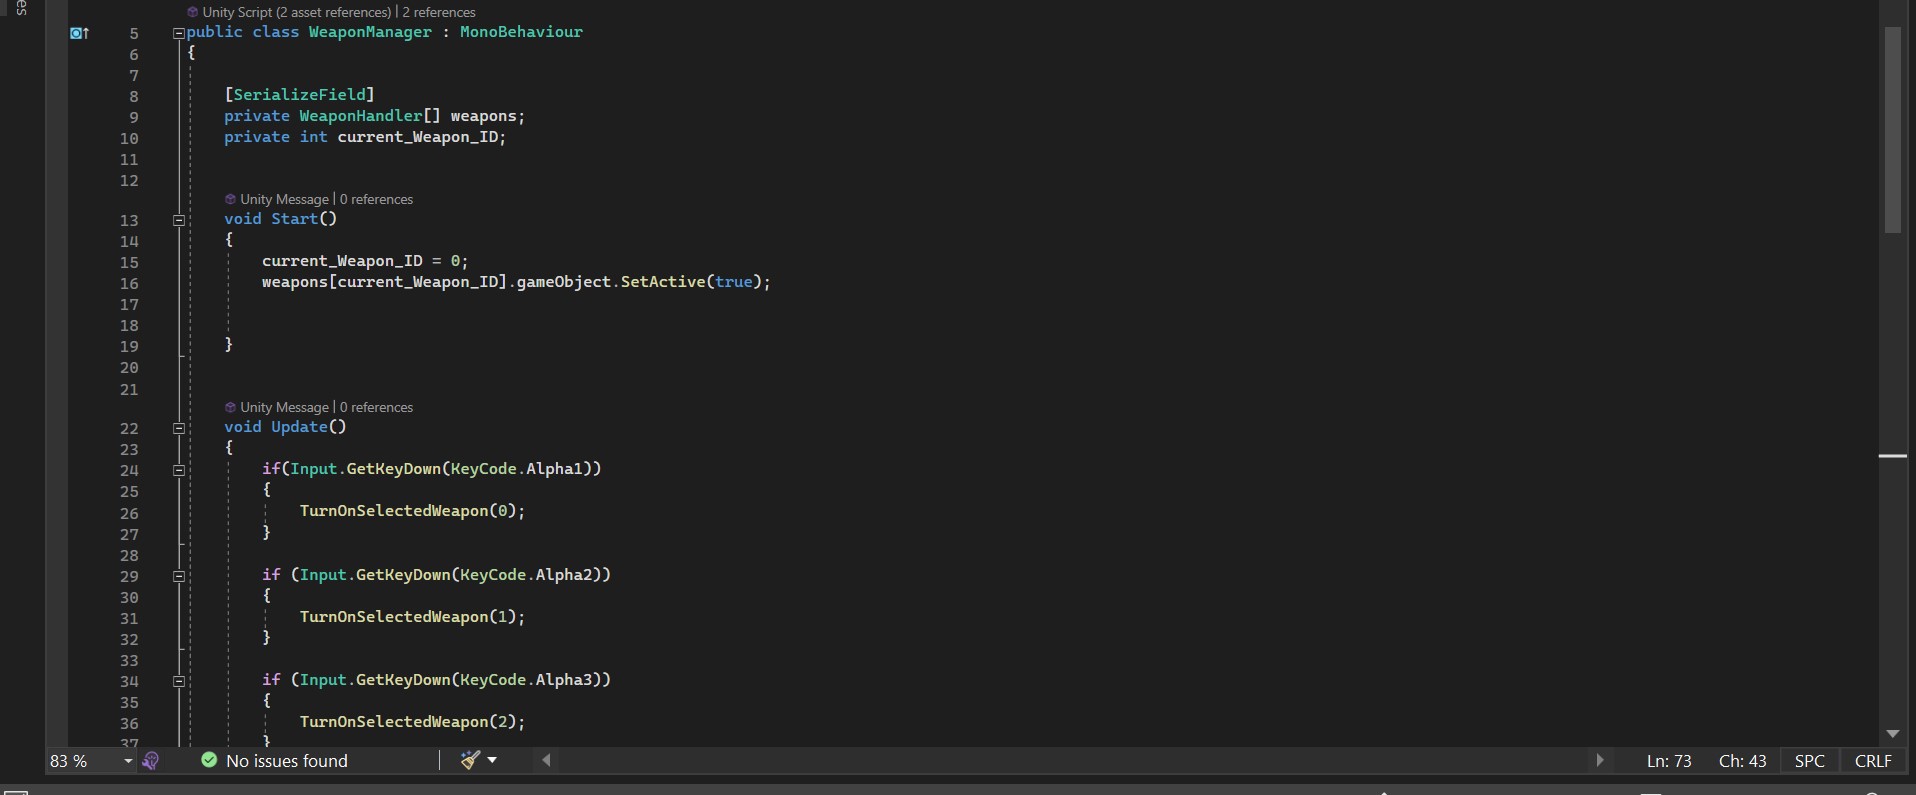 es
Unity Script (2 asset references) | 2 references
5 public class WeaponManager : MonoBehaviour
6 {
7
8 [SerializeField]
9 private WeaponHandler[] weapons;
10 private int current_Weapon_ID;
11
12
Unity Message | 0 references
13 void Start()
14 {
15 current_Weapon_ID = 0;
16 weapons[current_Weapon_ID].gameObject.SetActive(true);
17
18
19 }
20
21
Unity Message | 0 references
22 void Update()
23 {
24 if(Input.GetKeyDown(KeyCode.Alpha1))
25 {
26 TurnOnSelectedWeapon(0);
27 }
28
29 if (Input.GetKeyDown(KeyCode.Alpha2))
30 {
31 TurnOnSelectedWeapon(1);
32 }
33
34 if (Input.GetKeyDown(KeyCode.Alpha3))
35 {
36 TurnOnSelectedWeapon(2);
37 }
83 % No issues found Ln: 73 Ch: 43 SPC CRLF